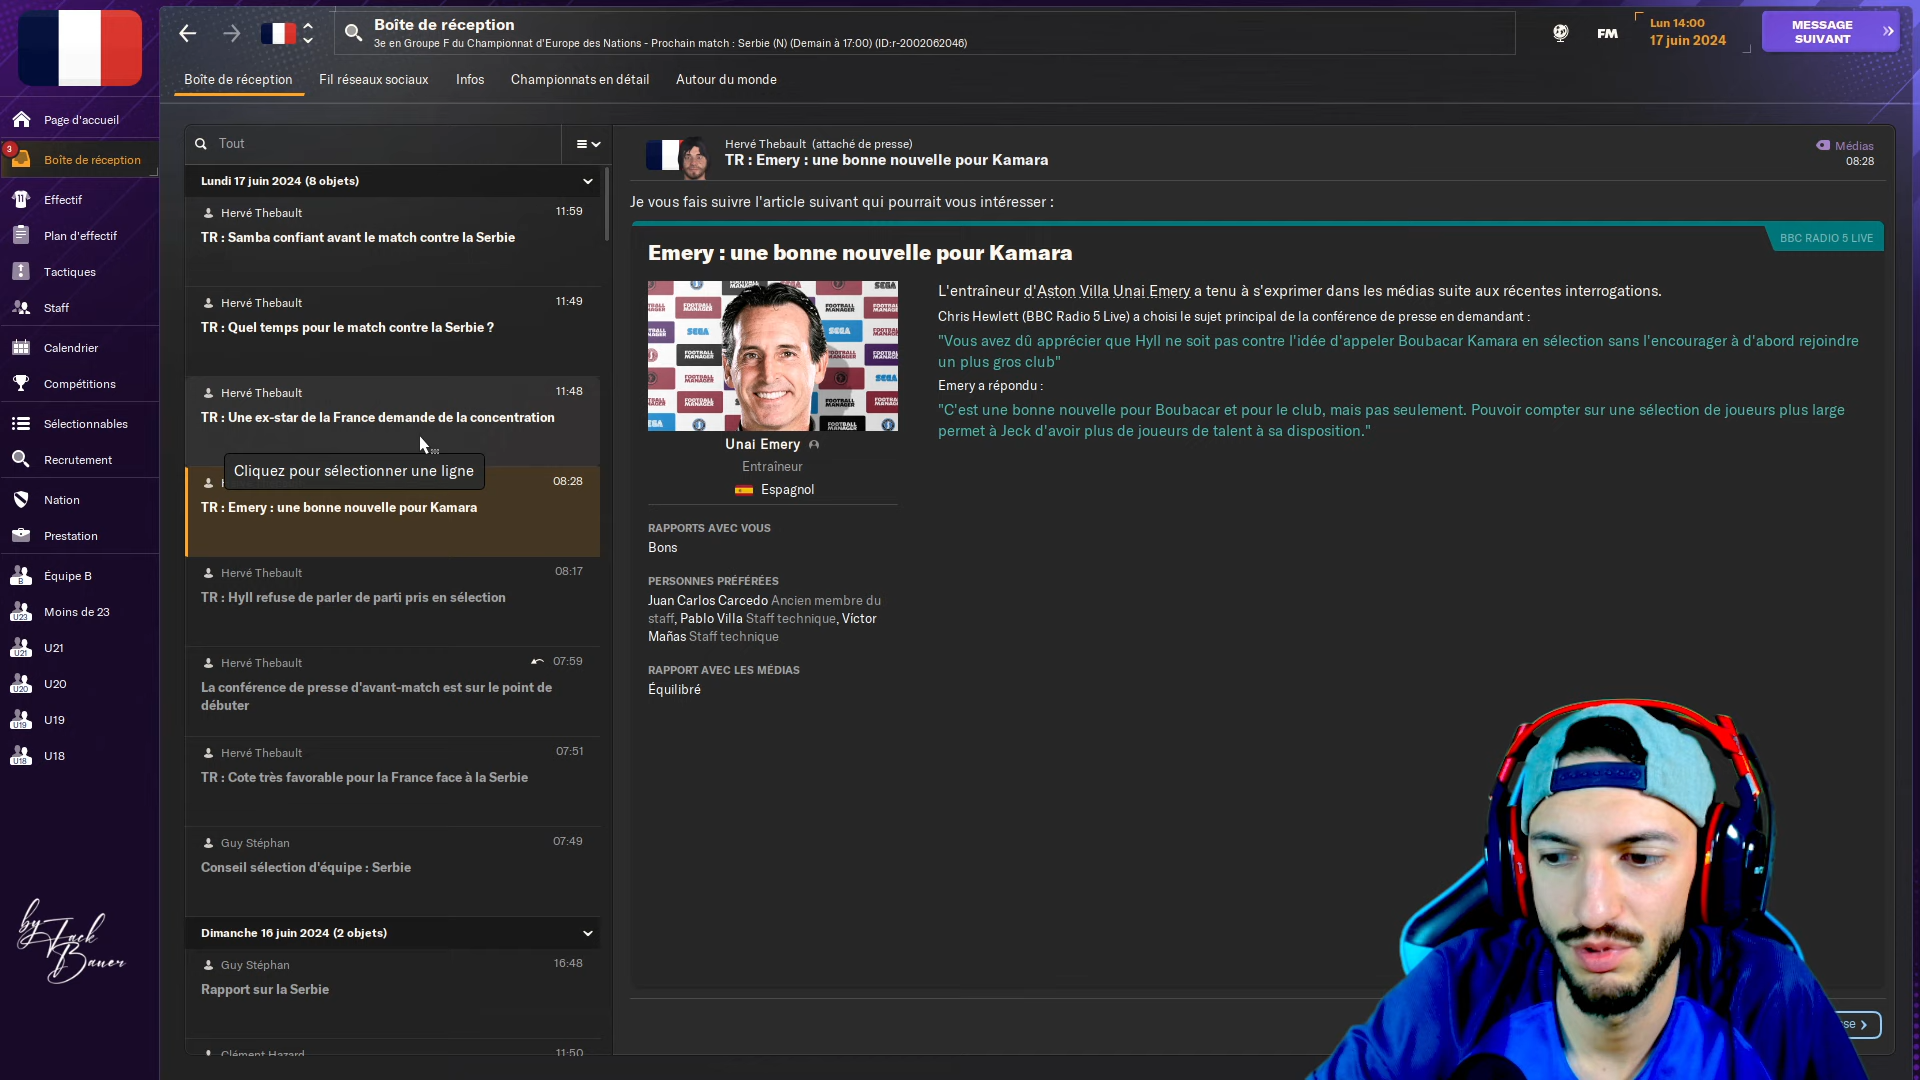 Boîte de réception
3e en Groupe F du Championnat d'Europe des Nations - Prochain match : Serbie (N) (Demain à 17:00) (ID:r-2002062046)
FM
Lun 14:00
17 juin 2024
MESSAGE
SUIVANT
Boîte de réception
Fil réseaux sociaux
Infos
Championnats en détail
Autour du monde
Page d'accueil
3
Boîte de réception
Effectif
Plan d'effectif
Tactiques
Staff
Calendrier
Compétitions
Sélectionnables
Recrutement
Nation
Prestation
B
Équipe B
U23
Moins de 23
U21
U21
U20
U20
U19
U19
U18
U18
by Jack
Bauer
Tout
Lundi 17 juin 2024 (8 objets)
Hervé Thebault
11:59
TR : Samba confiant avant le match contre la Serbie
Hervé Thebault
11:49
TR : Quel temps pour le match contre la Serbie ?
Hervé Thebault
11:48
TR : Une ex-star de la France demande de la concentration
Cliquez pour sélectionner une ligne
08:28
TR : Emery : une bonne nouvelle pour Kamara
Hervé Thebault
08:17
TR : Hyll refuse de parler de parti pris en sélection
Hervé Thebault
07:59
La conférence de presse d'avant-match est sur le point de
débuter
Hervé Thebault
07:51
TR : Cote très favorable pour la France face à la Serbie
Guy Stéphan
07:49
Conseil sélection d'équipe : Serbie
Dimanche 16 juin 2024 (2 objets)
Guy Stéphan
16:48
Rapport sur la Serbie
Clément Hazard
11:50
Hervé Thebault (attaché de presse)
TR : Emery : une bonne nouvelle pour Kamara
Médias
08:28
Je vous fais suivre l'article suivant qui pourrait vous intéresser :
BBC RADIO 5 LIVE
Emery : une bonne nouvelle pour Kamara
L'entraîneur d'Aston Villa Unai Emery a tenu à s'exprimer dans les médias suite aux récentes interrogations.
Chris Hewlett (BBC Radio 5 Live) a choisi le sujet principal de la conférence de presse en demandant :
"Vous avez dû apprécier que Hyll ne soit pas contre l'idée d'appeler Boubacar Kamara en sélection sans l'encourager à d'abord rejoindre
un plus gros club"
Emery a répondu :
"C'est une bonne nouvelle pour Boubacar et pour le club, mais pas seulement. Pouvoir compter sur une sélection de joueurs plus large
permet à Jeck d'avoir plus de joueurs de talent à sa disposition."
Unai Emery
Entraîneur
Espagnol
RAPPORTS AVEC VOUS
Bons
PERSONNES PRÉFÉRÉES
Juan Carlos Carcedo Ancien membre du
staff, Pablo Villa Staff technique, Víctor
Mañas Staff technique
RAPPORT AVEC LES MÉDIAS
Équilibré